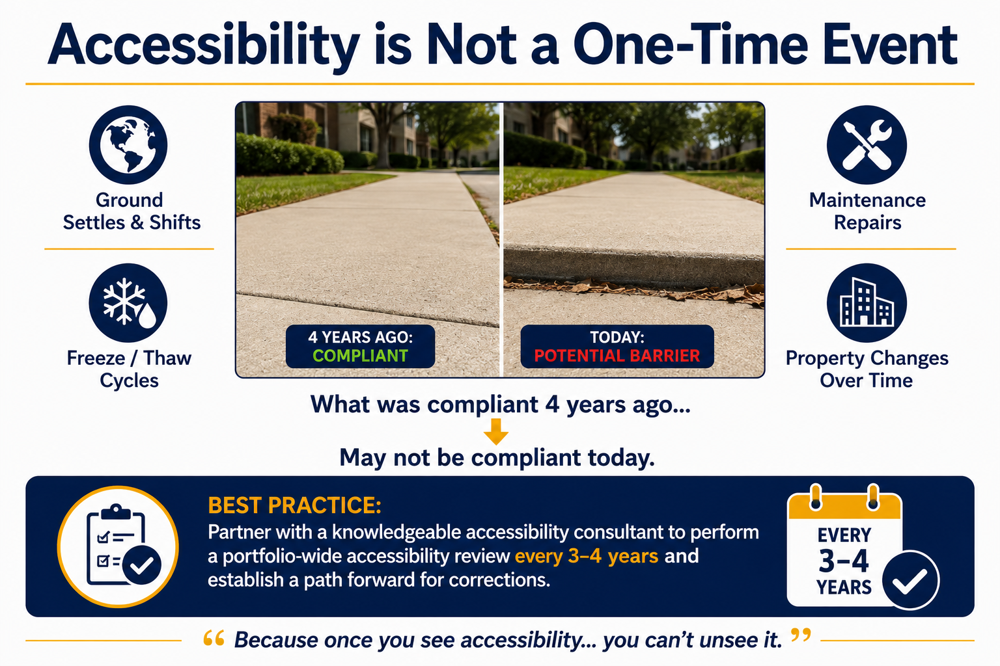 Accessibility is Not a One-Time Event
Ground
Settles & Shifts
Freeze / Thaw
Cycles
4 YEARS AGO:
COMPLIANT
TODAY:
POTENTIAL BARRIER
Maintenance
Repairs
Property Changes
Over Time
What was compliant 4 years ago...
May not be compliant today.
BEST PRACTICE:
Partner with a knowledgeable accessibility consultant to perform
a portfolio-wide accessibility review every 3–4 years and
establish a path forward for corrections.
EVERY
3–4
YEARS
“ Because once you see accessibility... you can’t unsee it. ”